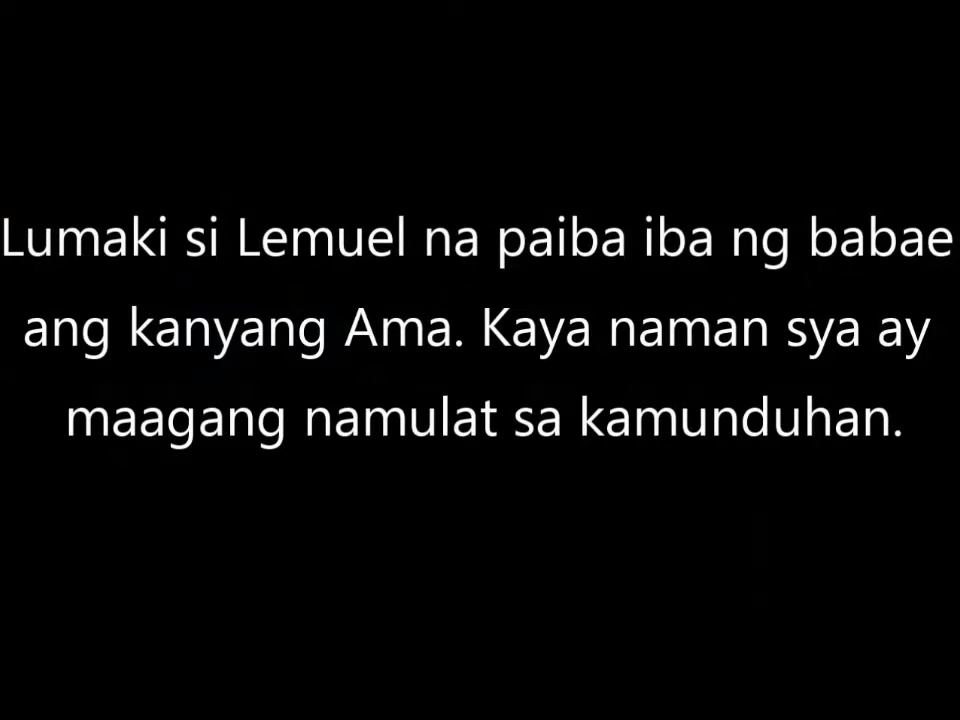 Lumaki si Lemuel na paiba iba ng babae
ang kanyang Ama. Kaya naman sya ay
maagang namulat sa kamunduhan.